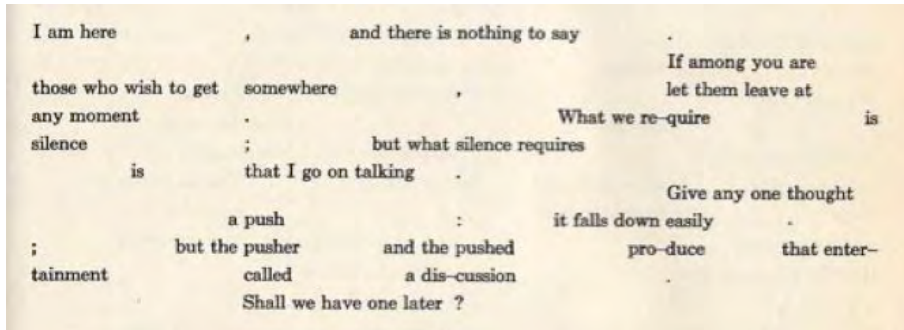 I am here , and there is nothing to say .
If among you are
those who wish to get somewhere , let them leave at
any moment . What we re-quire is
silence ; but what silence requires
is that I go on talking .
Give any one thought
a push : it falls down easily .
; but the pusher and the pushed pro-duce that enter-
tainment called a dis-cussion .
Shall we have one later ?